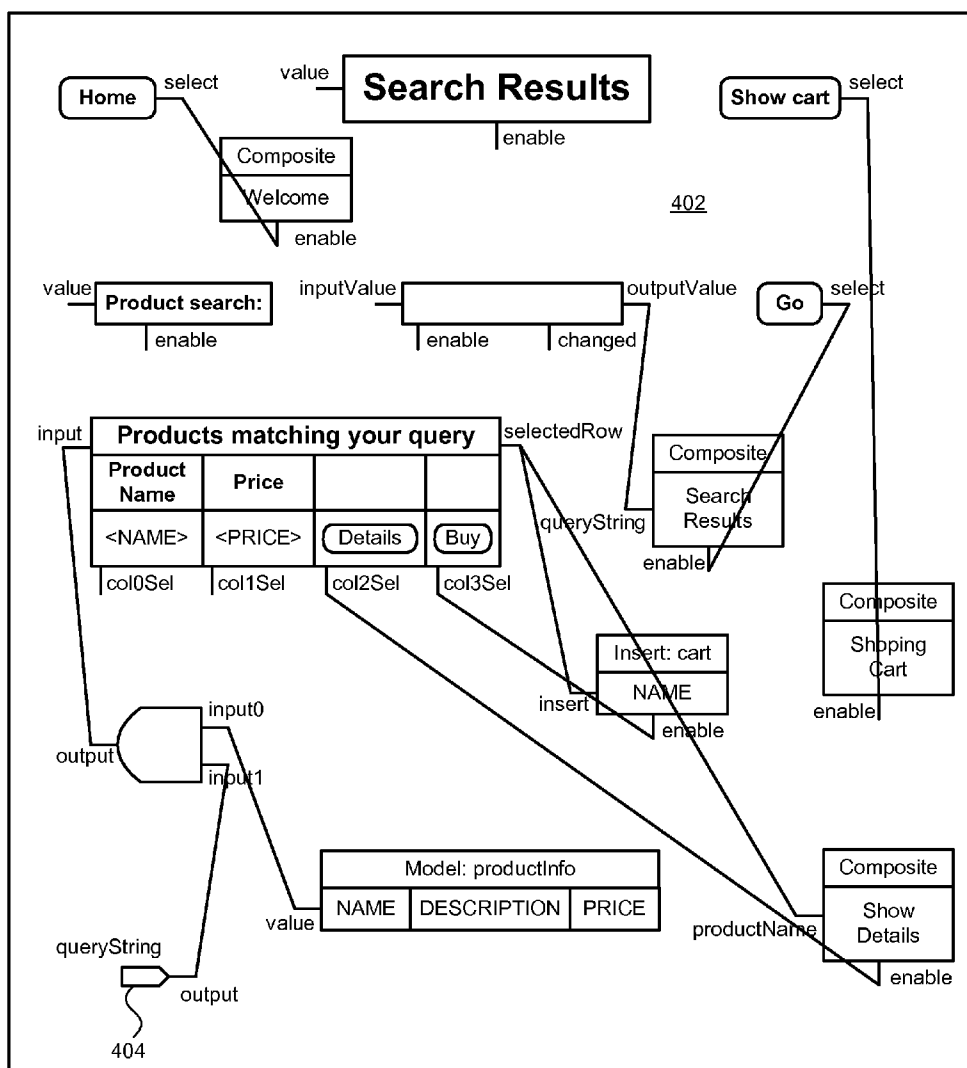 Home
select
value
Search Results
enable
Show cart
select
Composite
Welcome
enable
402
value
Product search:
enable
inputValue
outputValue
enable
changed
Go
select
input
Products matching your query
selectedRow
Product
Name
Price
<NAME>
<PRICE>
Details
Buy
col0Sel
col1Sel
col2Sel
col3Sel
Composite
Search
Results
queryString
enable
Composite
Shoping
Cart
enable
Insert: cart
NAME
insert
enable
input0
output
input1
Model: productInfo
NAME
DESCRIPTION
PRICE
value
Composite
Show
Details
productName
enable
queryString
output
404